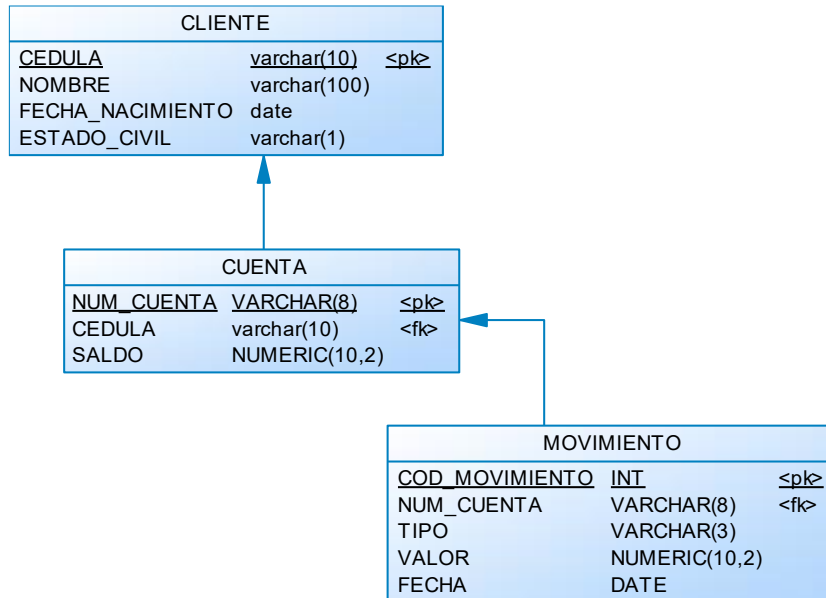 CLIENTE
CEDULA varchar(10) <pk>
NOMBRE varchar(100)
FECHA_NACIMIENTO date
ESTADO_CIVIL varchar(1)
CUENTA
NUM_CUENTA VARCHAR(8) <pk>
CEDULA varchar(10) <fk>
SALDO NUMERIC(10,2)
MOVIMIENTO
COD_MOVIMIENTO INT <pk>
NUM_CUENTA VARCHAR(8) <fk>
TIPO VARCHAR(3)
VALOR NUMERIC(10,2)
FECHA DATE